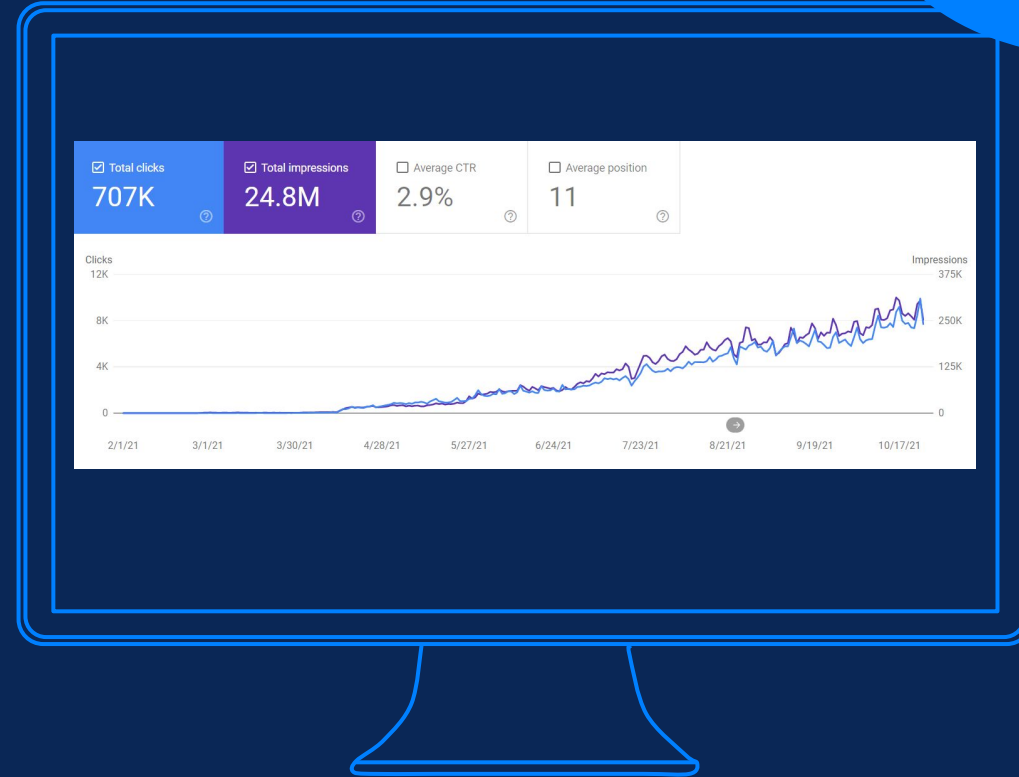 Total clicks
707K
Total impressions
24.8M
Average CTR
2.9%
Average position
11
Clicks
Impressions
12K
375K
8K
250K
4K
125K
0
0
2/1/21 3/1/21 3/30/21 4/28/21 5/27/21 6/24/21 7/23/21 8/21/21 9/19/21 10/17/21